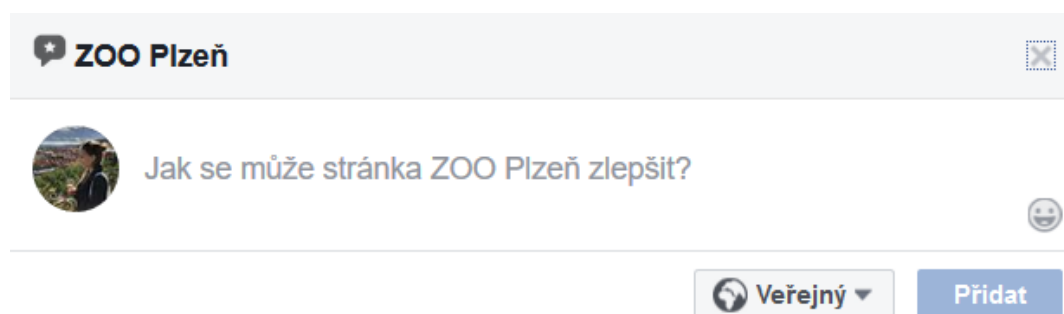 ZOO Plzeň
Jak se může stránka ZOO Plzeň zlepšit?
Veřejný
Přidat